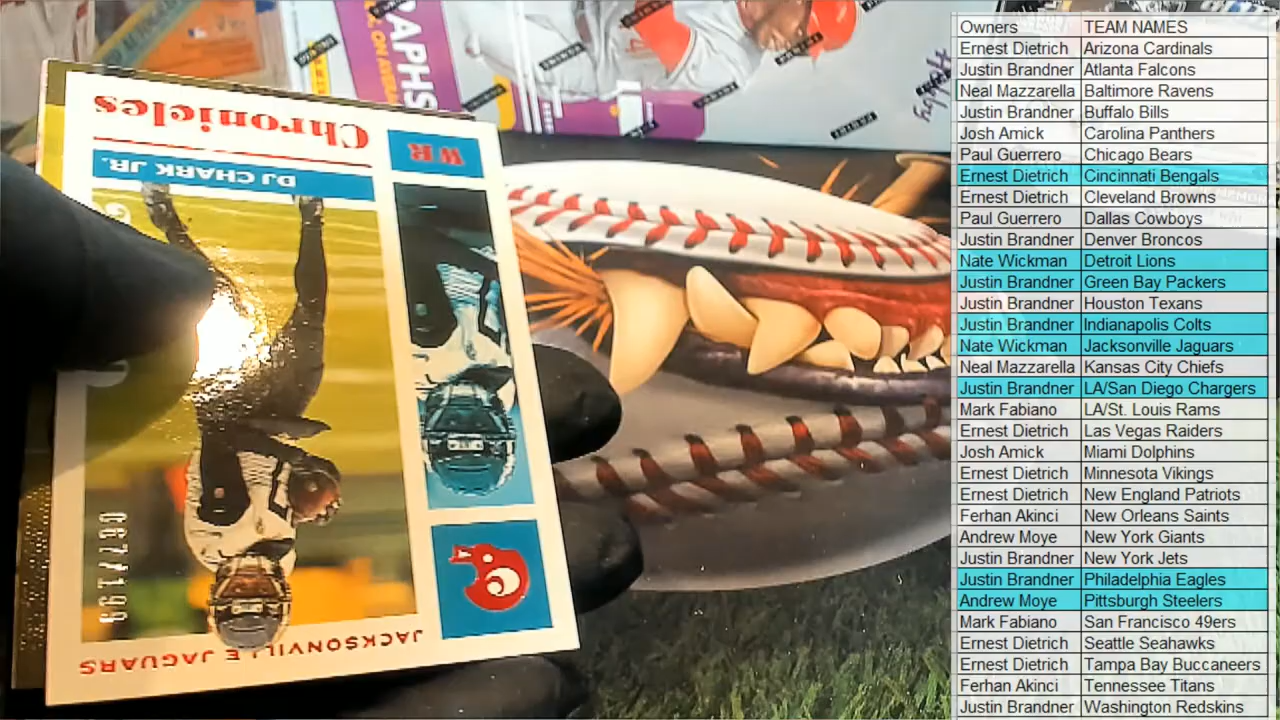 Chronicles
WR
DJ CHARK JR.
067/199
JACKSONVILLE JAGUARS
RAPHS
Owners TEAM NAMES
Ernest Dietrich Arizona Cardinals
Justin Brandner Atlanta Falcons
Neal Mazzarella Baltimore Ravens
Justin Brandner Buffalo Bills
Josh Amick Carolina Panthers
Paul Guerrero Chicago Bears
Ernest Dietrich Cincinnati Bengals
Ernest Dietrich Cleveland Browns
Paul Guerrero Dallas Cowboys
Justin Brandner Denver Broncos
Nate Wickman Detroit Lions
Justin Brandner Green Bay Packers
Justin Brandner Houston Texans
Justin Brandner Indianapolis Colts
Nate Wickman Jacksonville Jaguars
Neal Mazzarella Kansas City Chiefs
Justin Brandner LA/San Diego Chargers
Mark Fabiano LA/St. Louis Rams
Ernest Dietrich Las Vegas Raiders
Josh Amick Miami Dolphins
Ernest Dietrich Minnesota Vikings
Ernest Dietrich New England Patriots
Ferhan Akinci New Orleans Saints
Andrew Moye New York Giants
Justin Brandner New York Jets
Justin Brandner Philadelphia Eagles
Andrew Moye Pittsburgh Steelers
Mark Fabiano San Francisco 49ers
Ernest Dietrich Seattle Seahawks
Ernest Dietrich Tampa Bay Buccaneers
Ferhan Akinci Tennessee Titans
Justin Brandner Washington Redskins